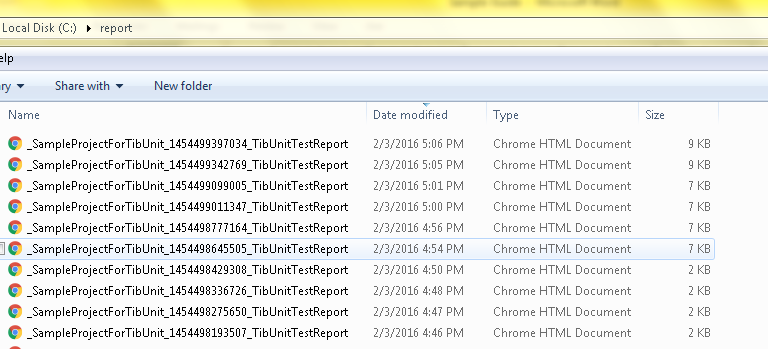 Local Disk (C:) ▸ report
elp
ry ▾ Share with ▾ New folder
Name Date modified Type Size
_SampleProjectForTibUnit_1454499397034_TibUnitTestReport 2/3/2016 5:06 PM Chrome HTML Document 9 KB
_SampleProjectForTibUnit_1454499342769_TibUnitTestReport 2/3/2016 5:05 PM Chrome HTML Document 9 KB
_SampleProjectForTibUnit_1454499099005_TibUnitTestReport 2/3/2016 5:01 PM Chrome HTML Document 7 KB
_SampleProjectForTibUnit_1454499011347_TibUnitTestReport 2/3/2016 5:00 PM Chrome HTML Document 7 KB
_SampleProjectForTibUnit_1454498777164_TibUnitTestReport 2/3/2016 4:56 PM Chrome HTML Document 7 KB
_SampleProjectForTibUnit_1454498645505_TibUnitTestReport 2/3/2016 4:54 PM Chrome HTML Document 7 KB
_SampleProjectForTibUnit_1454498429308_TibUnitTestReport 2/3/2016 4:50 PM Chrome HTML Document 2 KB
_SampleProjectForTibUnit_1454498336726_TibUnitTestReport 2/3/2016 4:48 PM Chrome HTML Document 2 KB
_SampleProjectForTibUnit_1454498275650_TibUnitTestReport 2/3/2016 4:47 PM Chrome HTML Document 2 KB
_SampleProjectForTibUnit_1454498193507_TibUnitTestReport 2/3/2016 4:46 PM Chrome HTML Document 2 KB